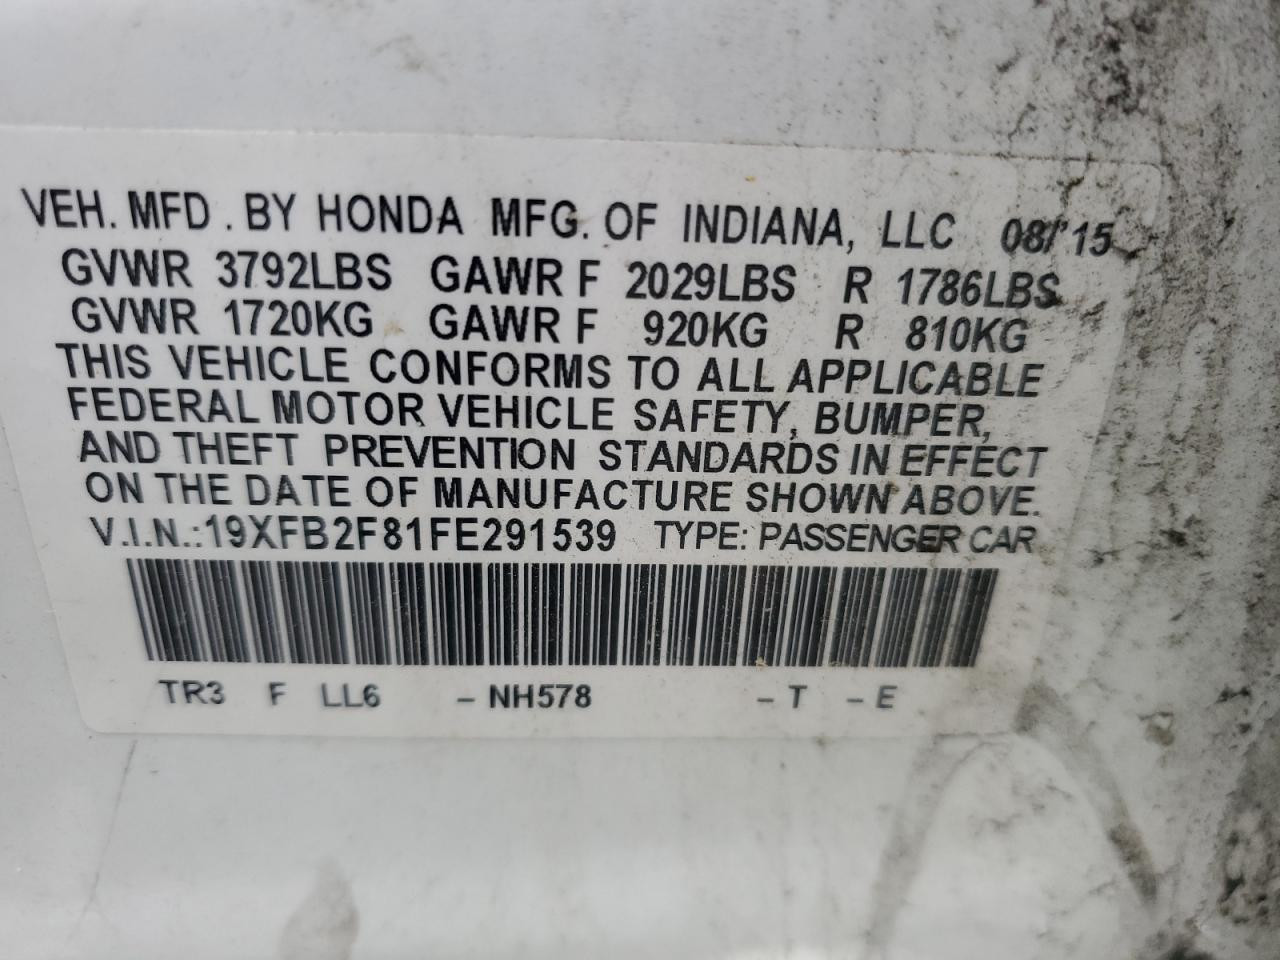 VEH. MFD. BY HONDA MFG. OF INDIANA, LLC 08/'15
GVWR 3792LBS GAWR F 2029LBS R 1786LBS
GVWR 1720KG GAWR F 920KG R 810KG
THIS VEHICLE CONFORMS TO ALL APPLICABLE
FEDERAL MOTOR VEHICLE SAFETY, BUMPER,
AND THEFT PREVENTION STANDARDS IN EFFECT
ON THE DATE OF MANUFACTURE SHOWN ABOVE.
V.I.N.:19XFB2F81FE291539 TYPE: PASSENGER CAR
TR3 F LL6 – NH578 – T – E